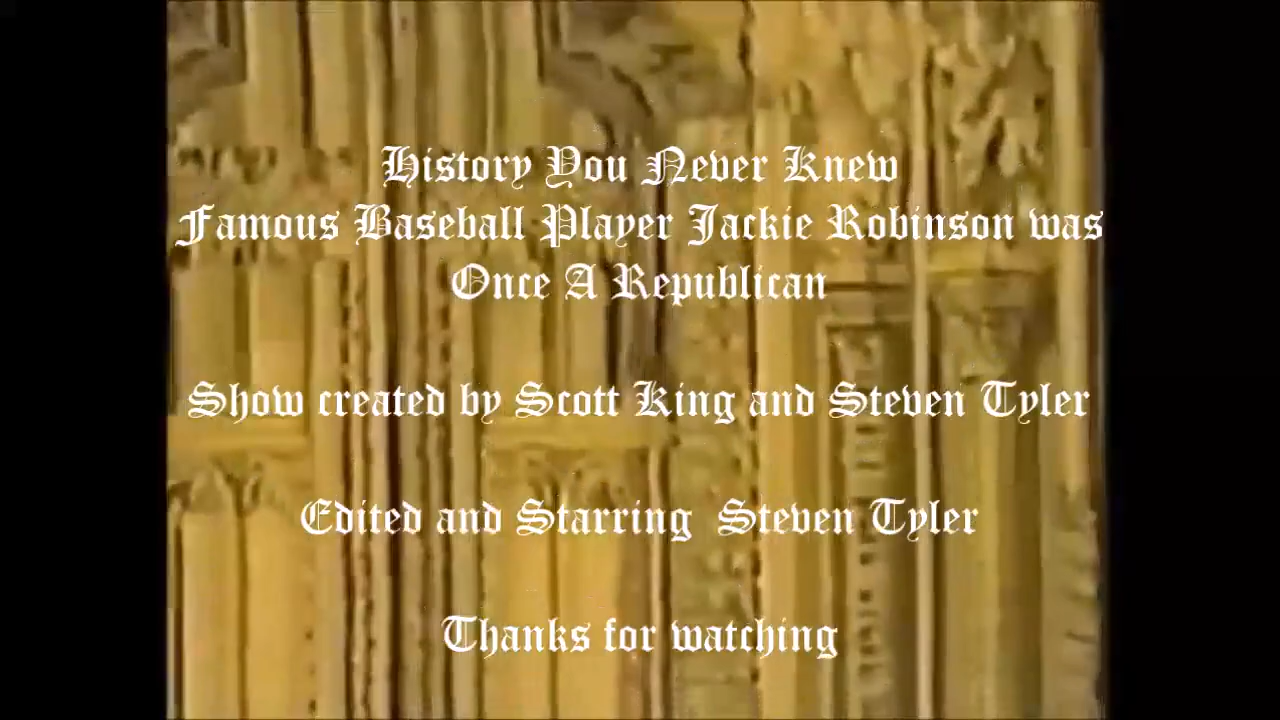 History You Never Knew
Famous Baseball Player Jackie Robinson was
Once A Republican
Show created by Scott King and Steven Tyler
Edited and Starring Steven Tyler
Thanks for watching